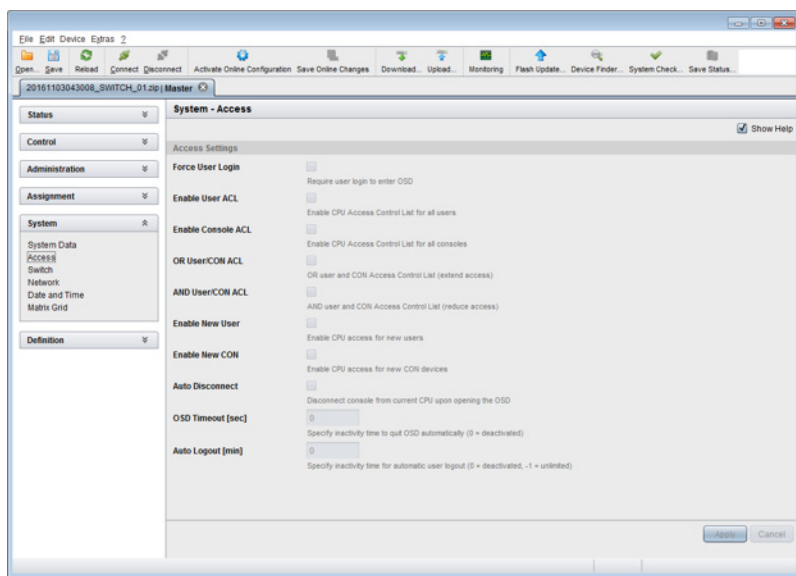 File Edit Device Extras ?
Open... Save Reload Connect Disconnect Activate Online Configuration Save Online Changes Download... Upload... Monitoring Flash Update... Device Finder... System Check... Save Status...
20161103043008_SWITCH_01.zip | Master
Status
Control
Administration
Assignment
System
System Data
Access
Switch
Network
Date and Time
Matrix Grid
Definition
System - Access
Show Help
Access Settings
Force User Login
Require user login to enter OSD
Enable User ACL
Enable CPU Access Control List for all users
Enable Console ACL
Enable CPU Access Control List for all consoles
OR User/CON ACL
OR user and CON Access Control List (extend access)
AND User/CON ACL
AND user and CON Access Control List (reduce access)
Enable New User
Enable CPU access for new users
Enable New CON
Enable CPU access for new CON devices
Auto Disconnect
Disconnect console from current CPU upon opening the OSD
OSD Timeout [sec] 0
Specify inactivity time to quit OSD automatically (0 = deactivated)
Auto Logout [min] 0
Specify inactivity time for automatic user logout (0 = deactivated, -1 = unlimited)
Apply Cancel